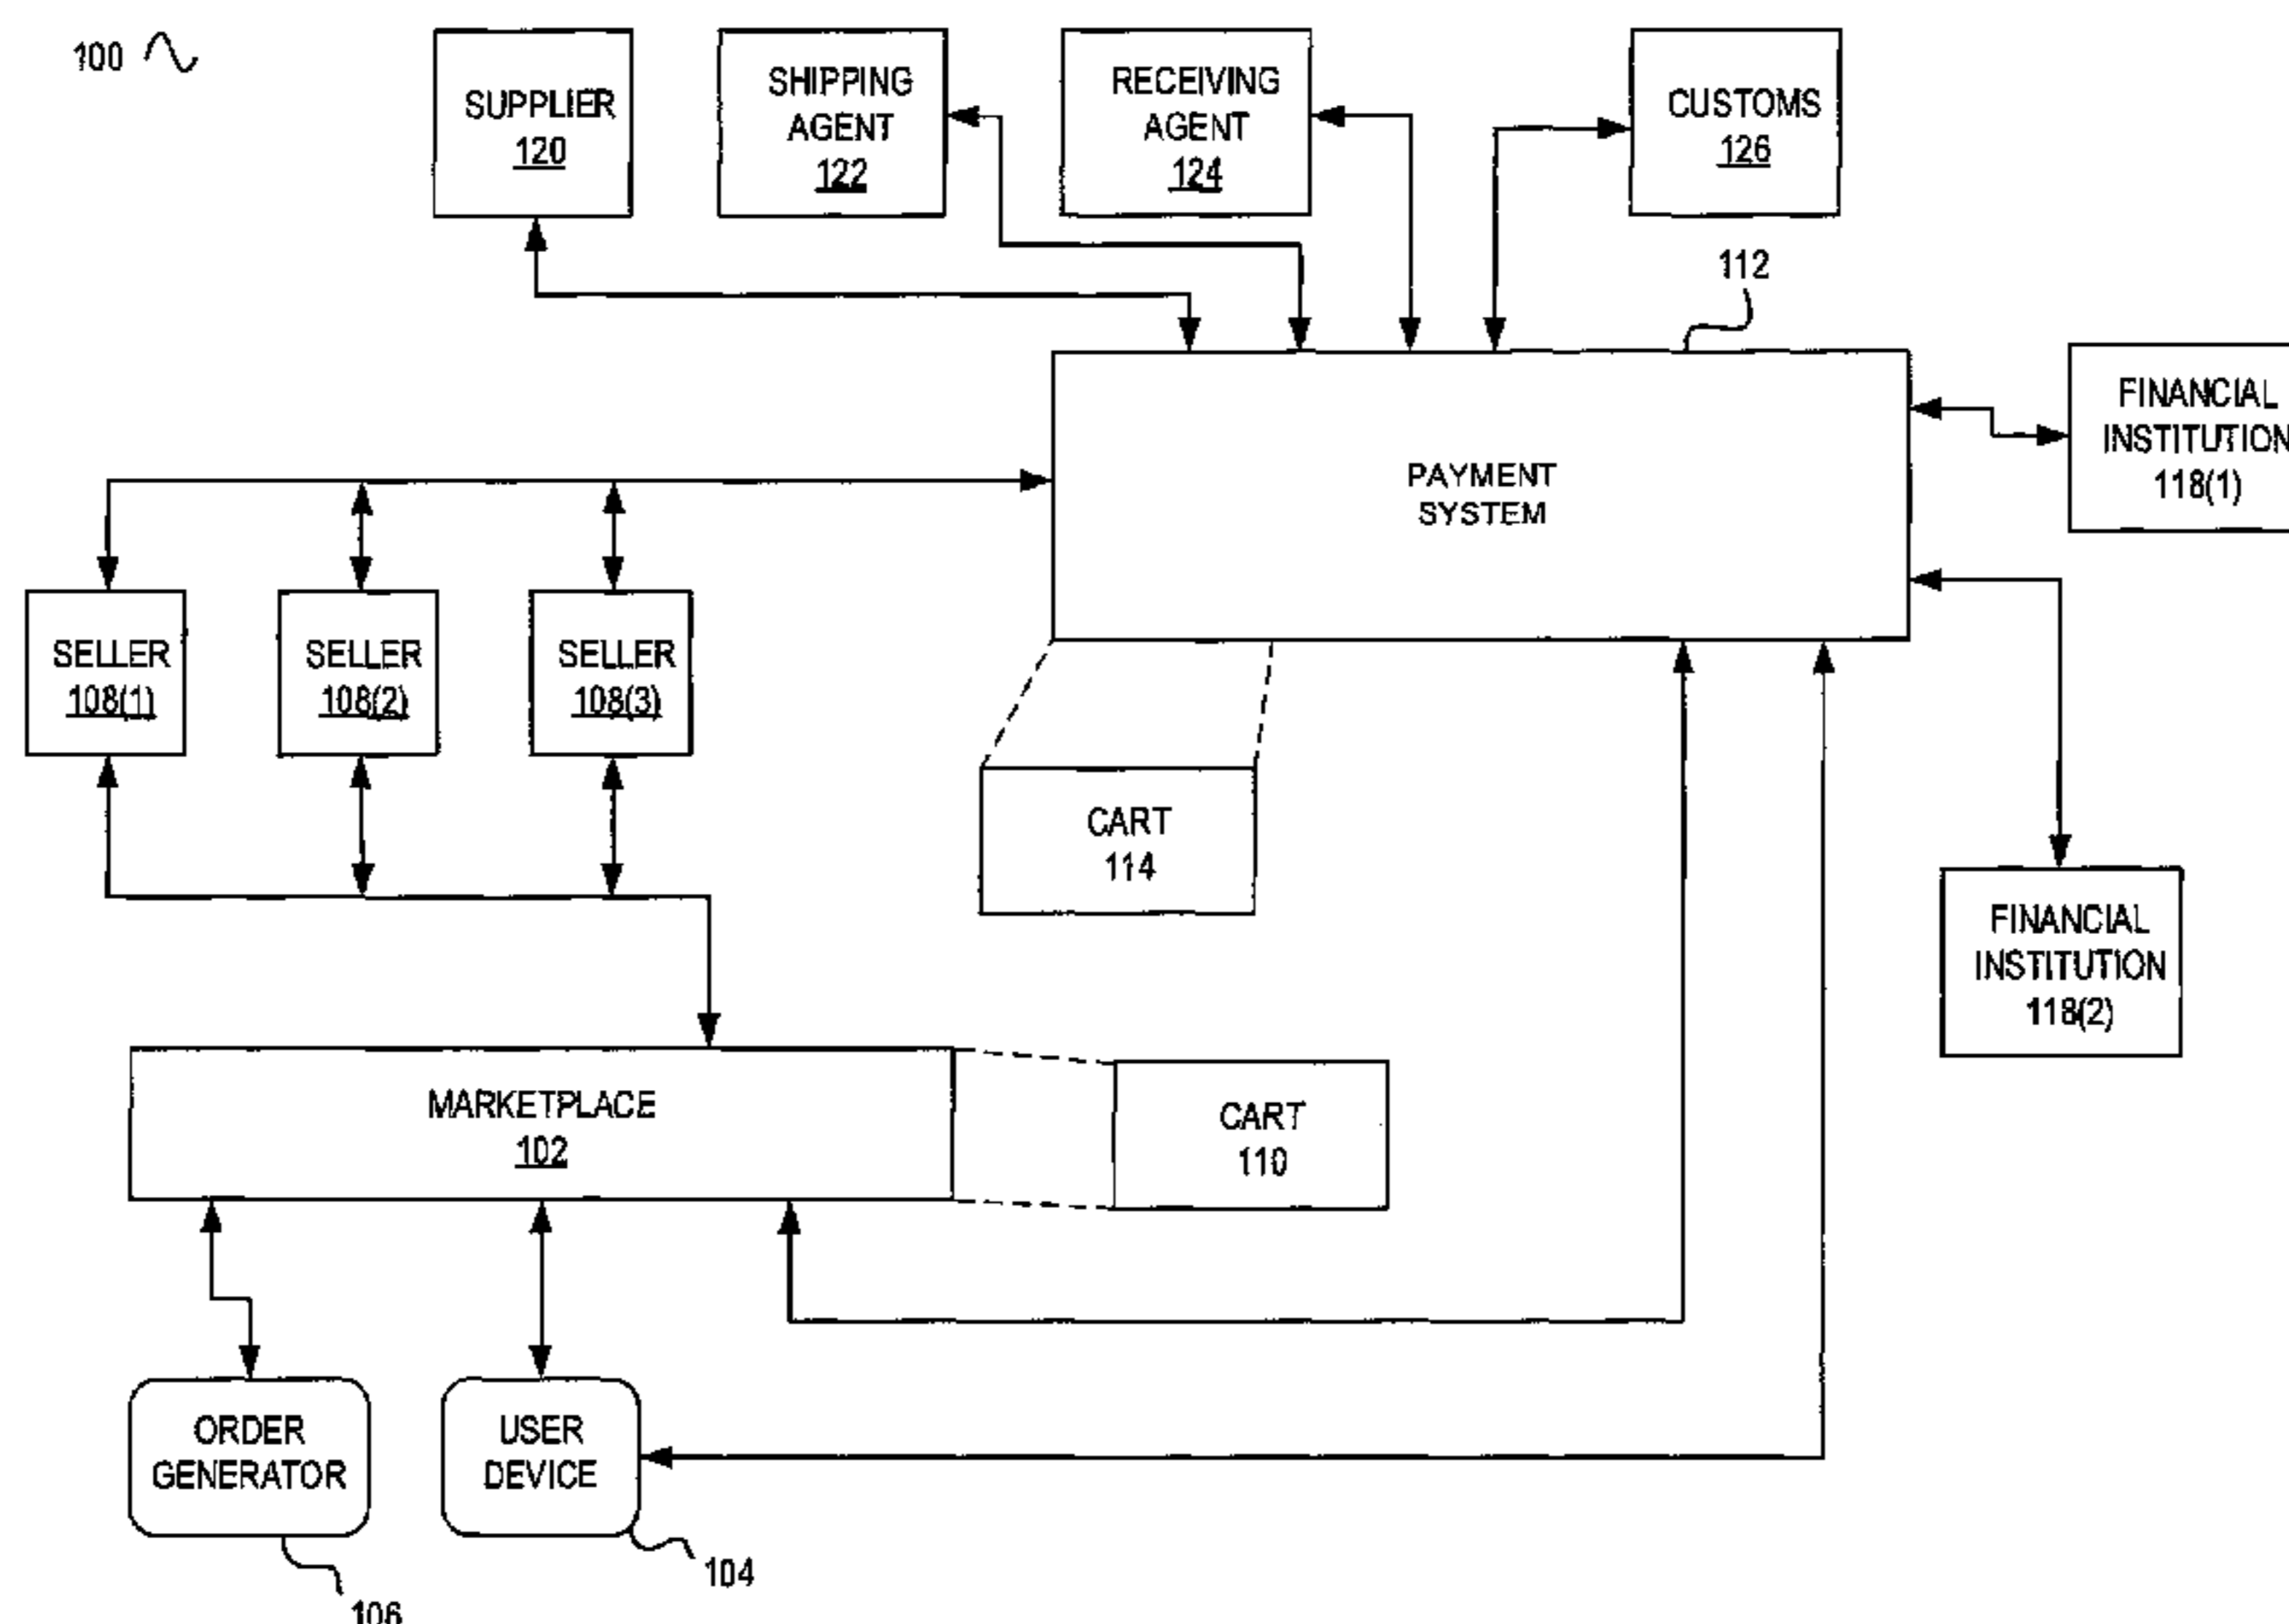 100
SUPPLIER
120
SHIPPING
AGENT
122
RECEIVING
AGENT
124
CUSTOMS
126
112
PAYMENT
SYSTEM
FINANCIAL
INSTITUTION
118(1)
SELLER
108(1)
SELLER
108(2)
SELLER
108(3)
CART
114
FINANCIAL
INSTITUTION
118(2)
MARKETPLACE
102
CART
110
ORDER
GENERATOR
USER
DEVICE
104
106